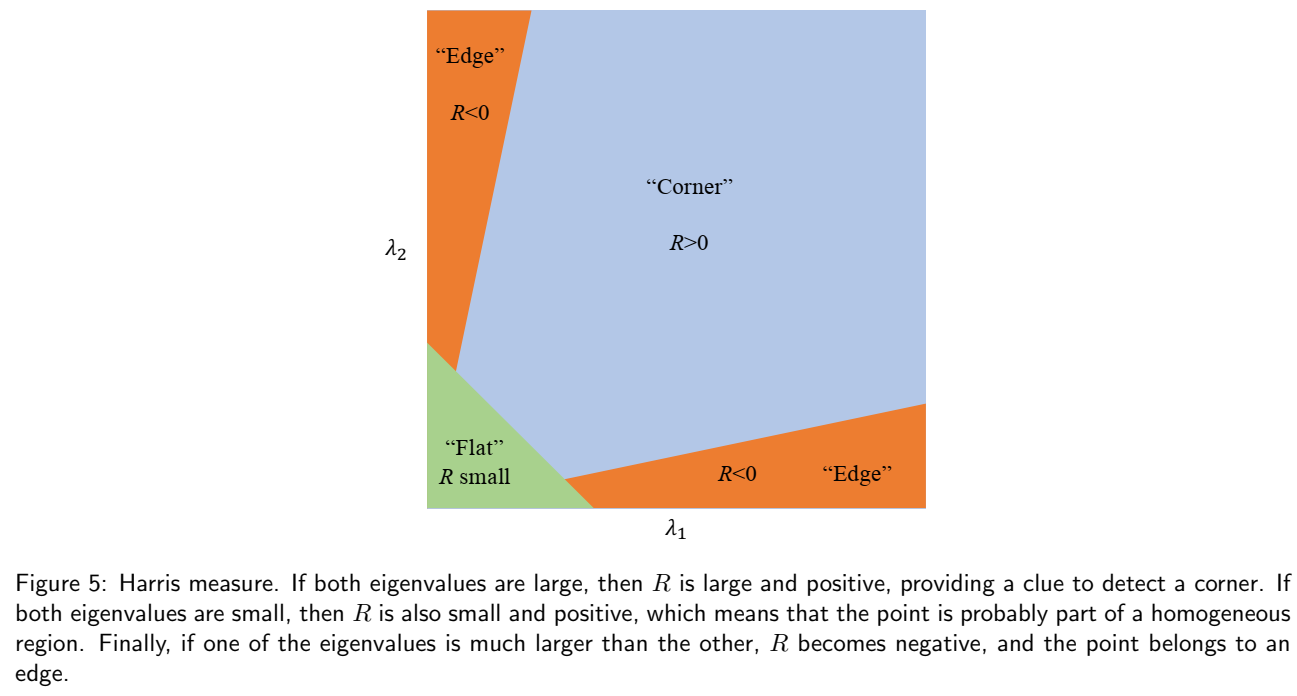 “Edge”
R<0
“Corner”
R>0
λ2
“Flat”
R small
R<0 “Edge”
λ1
Figure 5: Harris measure. If both eigenvalues are large, then R is large and positive, providing a clue to detect a corner. If
both eigenvalues are small, then R is also small and positive, which means that the point is probably part of a homogeneous
region. Finally, if one of the eigenvalues is much larger than the other, R becomes negative, and the point belongs to an
edge.